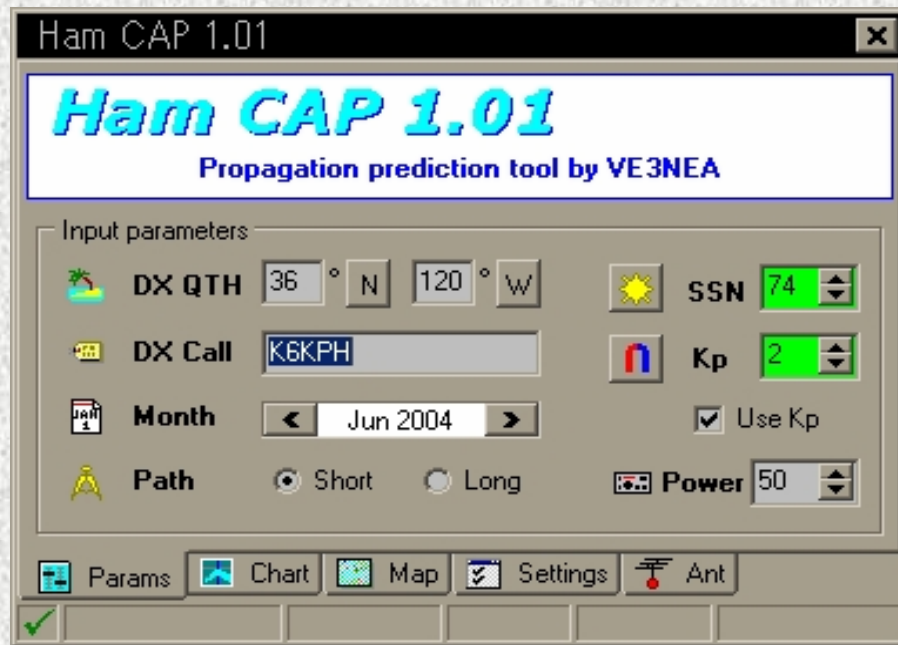 Ham CAP 1.01
Ham CAP 1.01
Propagation prediction tool by VE3NEA
Input parameters
DX QTH 36 ° N 120 ° W SSN 74
DX Call K6KPH Kp 2
JAN 1 Month < Jun 2004 > Use Kp
Path Short Long Power 50
Params Chart Map Settings Ant